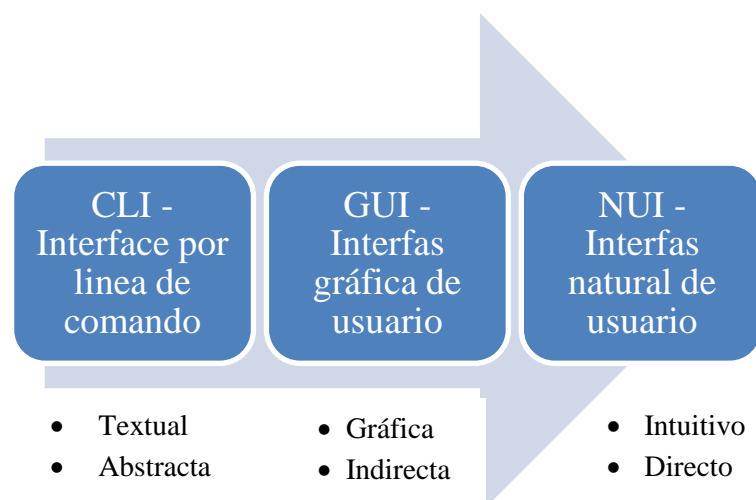 CLI -
Interface por
linea de
comando
GUI -
Interfas
gráfica de
usuario
NUI -
Interfas
natural de
usuario
• Textual
• Abstracta
• Gráfica
• Indirecta
• Intuitivo
• Directo